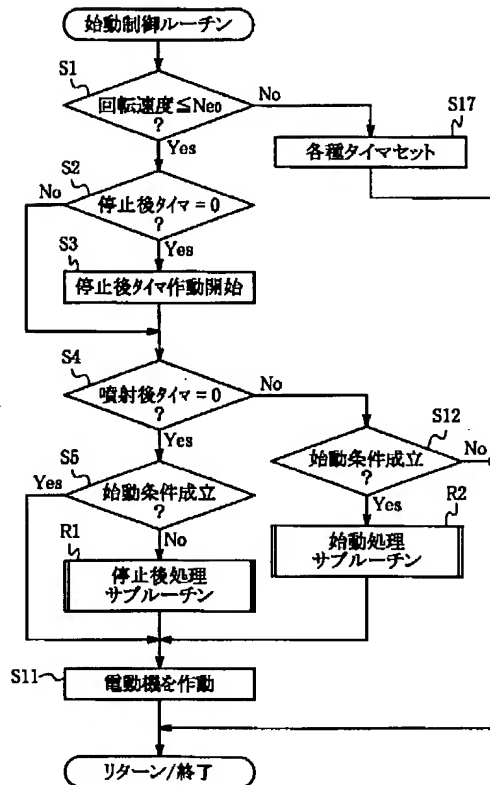 始動制御ルーチン
S1
回転速度≦Ne0
?
No
Yes
S17
各種タイマセット
S2
No
停止後タイマ=0
?
Yes
S3
停止後タイマ作動開始
S4
噴射後タイマ=0
?
No
Yes
S12
始動条件成立
?
No
Yes
S5
Yes
始動条件成立
?
No
R1
停止後処理
サブルーチン
R2
始動処理
サブルーチン
S11
電動機を作動
リターン/終了